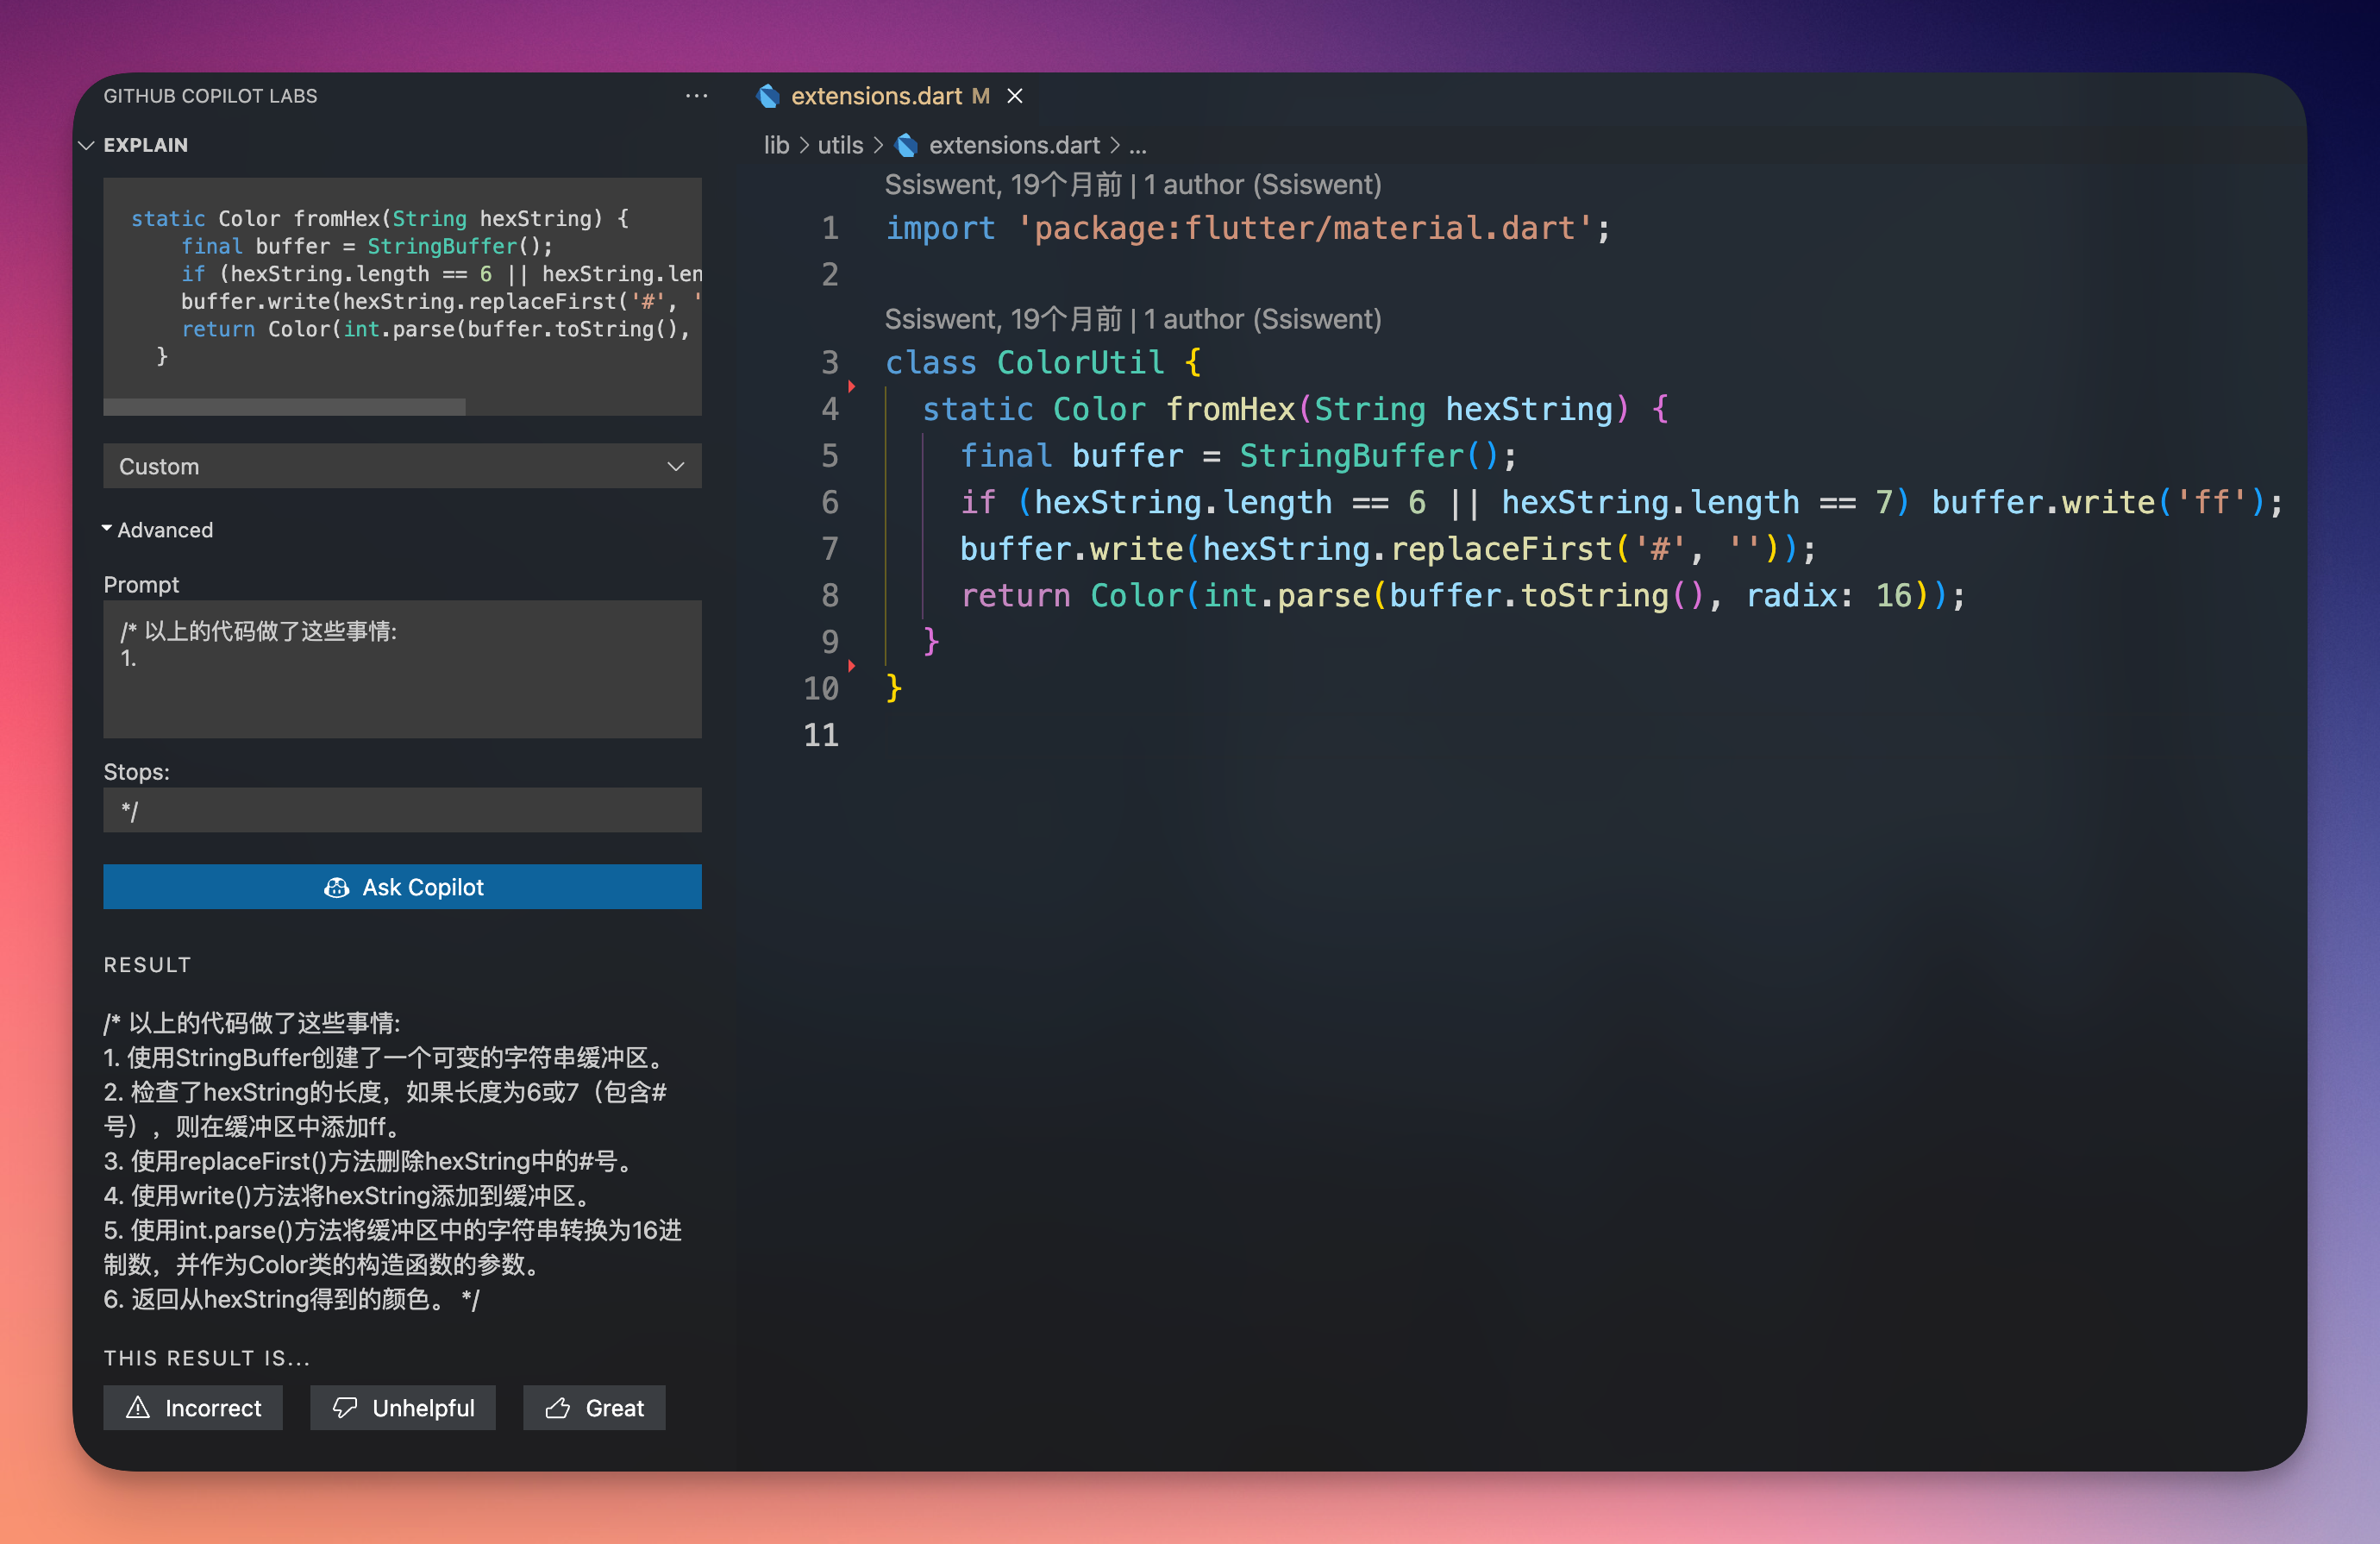 GITHUB COPILOT LABS
EXPLAIN
static Color fromHex(String hexString) {
final buffer = StringBuffer();
if (hexString.length == 6 || hexString.len
buffer.write(hexString.replaceFirst('#', '
return Color(int.parse(buffer.toString(),
}
Custom
Advanced
Prompt
/* 以上的代码做了这些事情:
1.
Stops:
*/
Ask Copilot
RESULT
/* 以上的代码做了这些事情:
1. 使用StringBuffer创建了一个可变的字符串缓冲区。
2. 检查了hexString的长度，如果长度为6或7（包含#
号），则在缓冲区中添加ff。
3. 使用replaceFirst()方法删除hexString中的#号。
4. 使用write()方法将hexString添加到缓冲区。
5. 使用int.parse()方法将缓冲区中的字符串转换为16进
制数，并作为Color类的构造函数的参数。
6. 返回从hexString得到的颜色。 */
THIS RESULT IS...
Incorrect Unhelpful Great
extensions.dart M
lib > utils > extensions.dart > ...
Ssiswent, 19个月前 | 1 author (Ssiswent)
1 import 'package:flutter/material.dart';
2
Ssiswent, 19个月前 | 1 author (Ssiswent)
3 class ColorUtil {
4 static Color fromHex(String hexString) {
5 final buffer = StringBuffer();
6 if (hexString.length == 6 || hexString.length == 7) buffer.write('ff');
7 buffer.write(hexString.replaceFirst('#', ''));
8 return Color(int.parse(buffer.toString(), radix: 16));
9 }
10 }
11